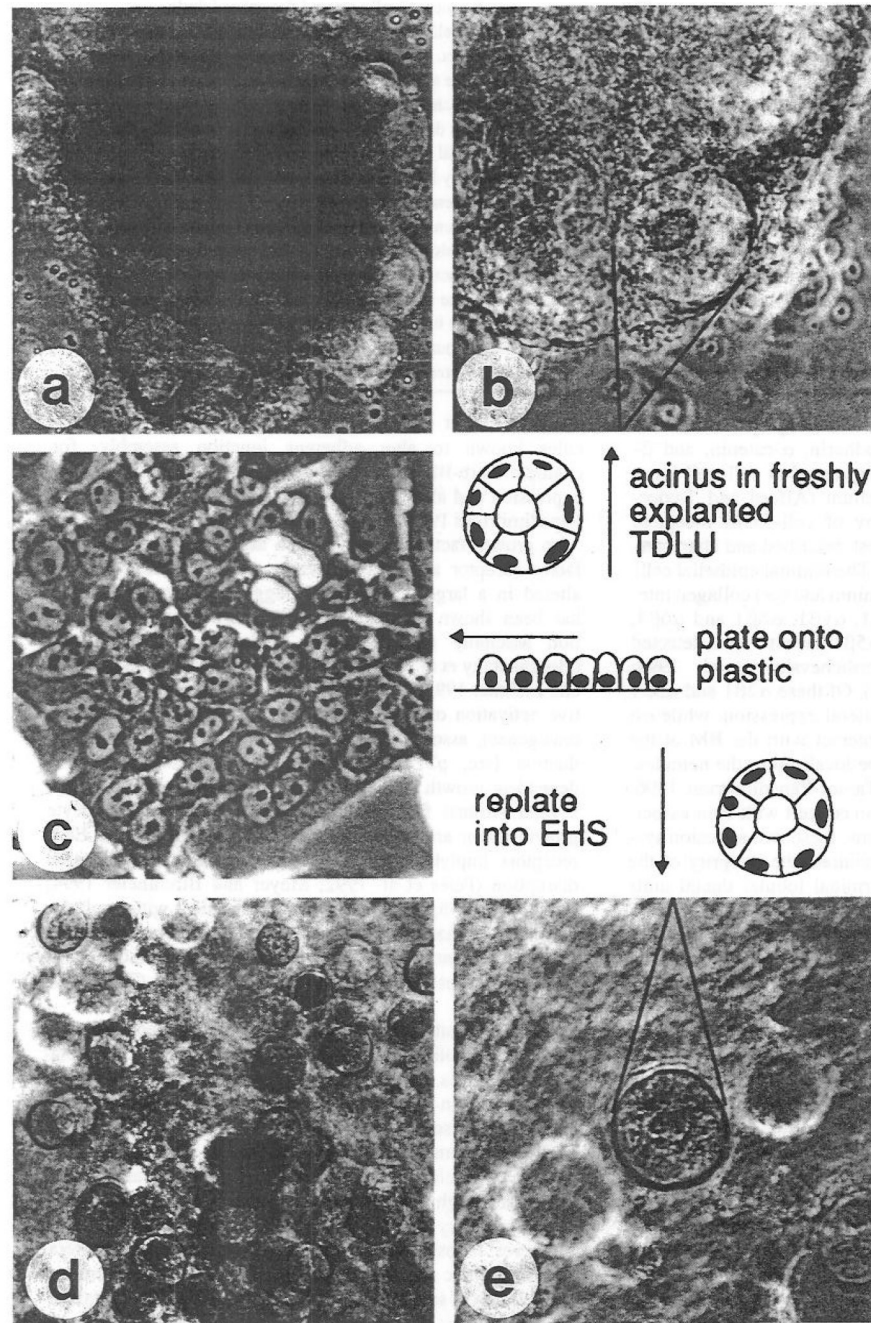 a
b
acinus in freshly
explanted
TDLU
plate onto
plastic
c
replate
into EHS
d
e